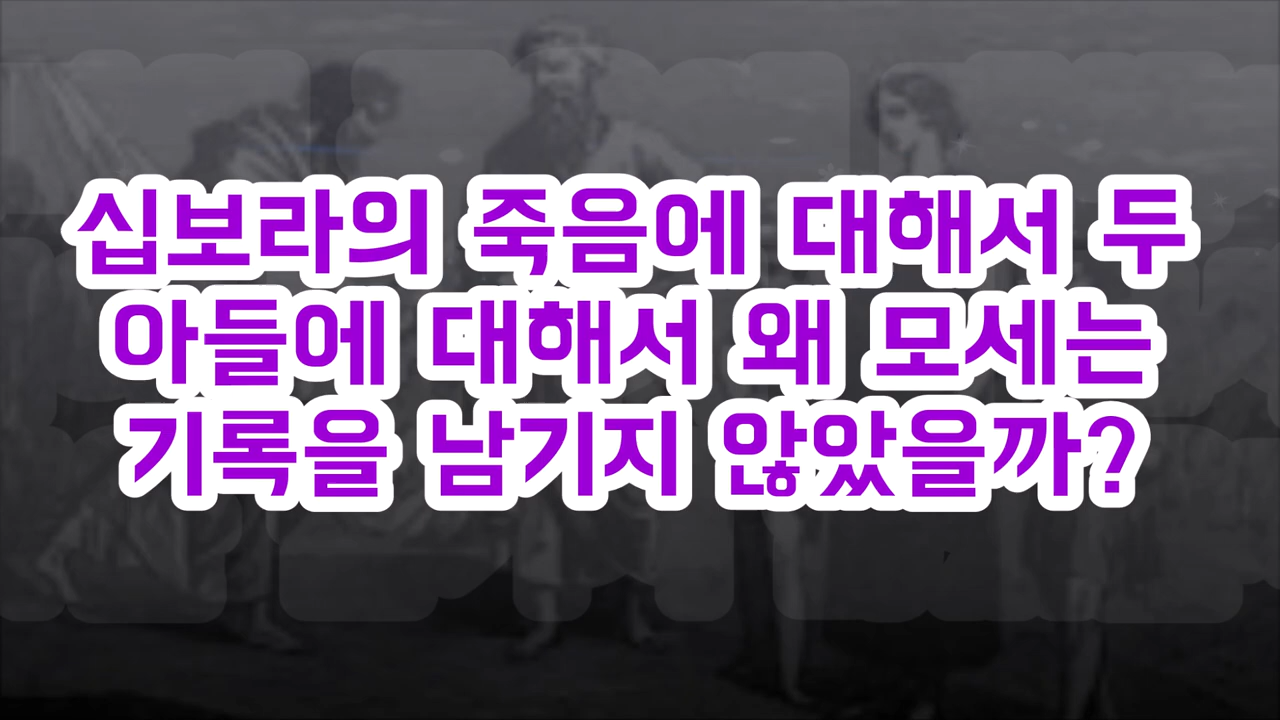 십보라의 죽음에 대해서 두
아들에 대해서 왜 모세는
기록을 남기지 않았을까?